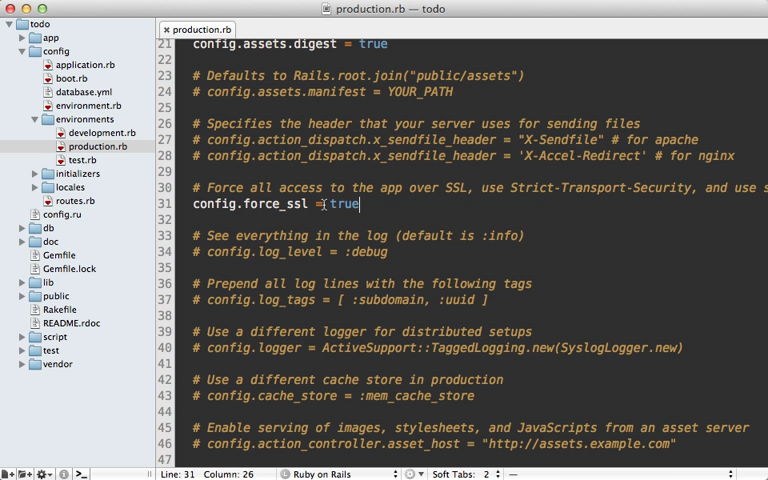 production.rb — todo
todo
app
config
application.rb
boot.rb
database.yml
environment.rb
environments
development.rb
production.rb
test.rb
initializers
locales
routes.rb
config.ru
db
doc
Gemfile
Gemfile.lock
lib
public
Rakefile
README.rdoc
script
test
vendor
production.rb
21 config.assets.digest = true
22
23 # Defaults to Rails.root.join("public/assets")
24 # config.assets.manifest = YOUR_PATH
25
26 # Specifies the header that your server uses for sending files
27 # config.action_dispatch.x_sendfile_header = "X-Sendfile" # for apache
28 # config.action_dispatch.x_sendfile_header = 'X-Accel-Redirect' # for nginx
29
30 # Force all access to the app over SSL, use Strict-Transport-Security, and use s
31 config.force_ssl = true
32
33 # See everything in the log (default is :info)
34 # config.log_level = :debug
35
36 # Prepend all log lines with the following tags
37 # config.log_tags = [ :subdomain, :uuid ]
38
39 # Use a different logger for distributed setups
40 # config.logger = ActiveSupport::TaggedLogging.new(SyslogLogger.new)
41
42 # Use a different cache store in production
43 # config.cache_store = :mem_cache_store
44
45 # Enable serving of images, stylesheets, and JavaScripts from an asset server
46 # config.action_controller.asset_host = "http://assets.example.com"
47
Line: 31 Column: 26 Ruby on Rails Soft Tabs: 2 —